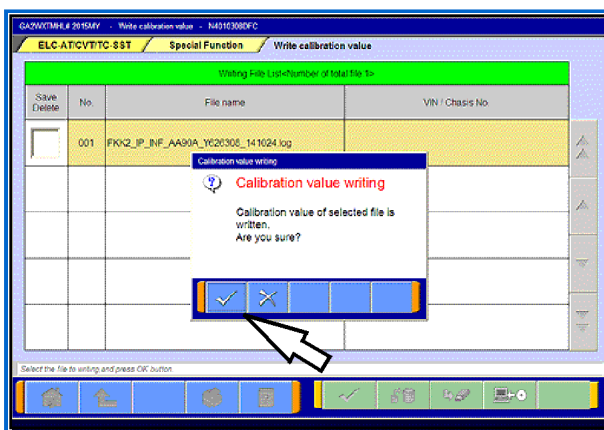 GA2WXTMHL# 2015MY - Write calibration value - N4010308DFC
ELC-AT/CVT/TC-SST Special Function Write calibration value
Writing File List<Number of total file 1>
Save Delete No. File name VIN / Chasis No.
001 FKK2_IP_INF_AA90A_Y626308_141024.log
Calibration value writing
Calibration value writing
Calibration value of selected file is
written,
Are you sure?
Select the file to writing and press OK button.